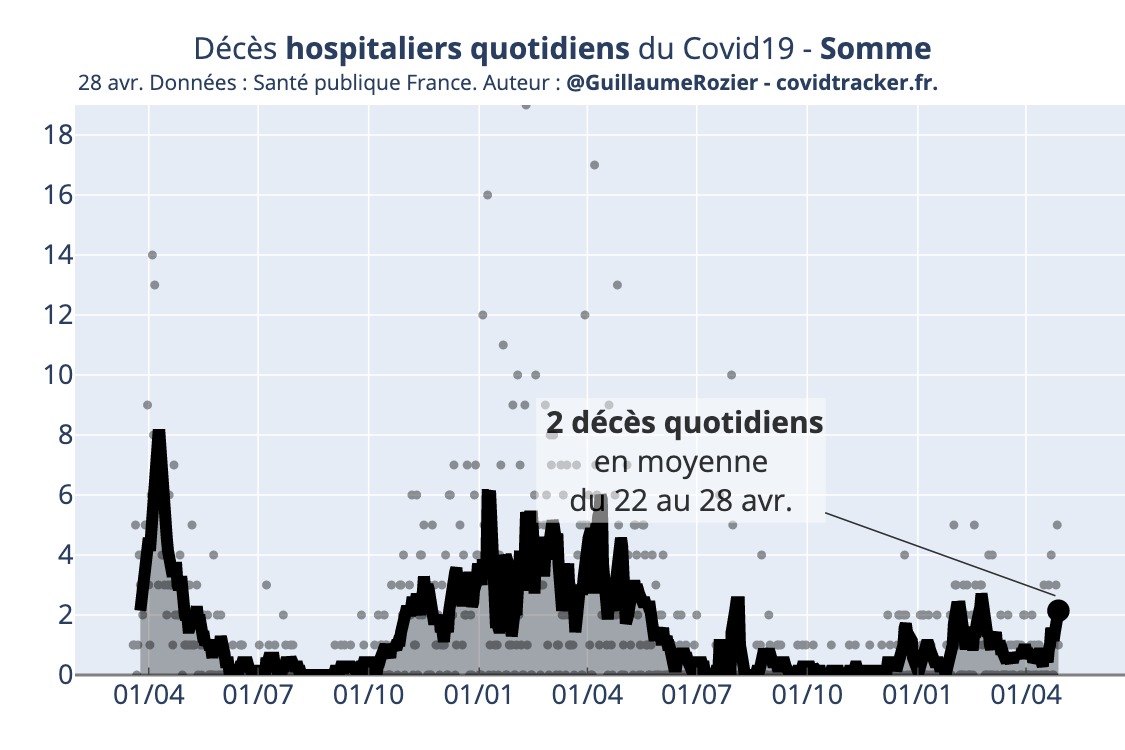 Décès hospitaliers quotidiens du Covid19 - Somme
28 avr. Données : Santé publique France. Auteur : @GuillaumeRozier - covidtracker.fr.
18
16
14
12
10
8
6
4
2
0
2 décès quotidiens
en moyenne
du 22 au 28 avr.
01/04 01/07 01/10 01/01 01/04 01/07 01/10 01/01 01/04